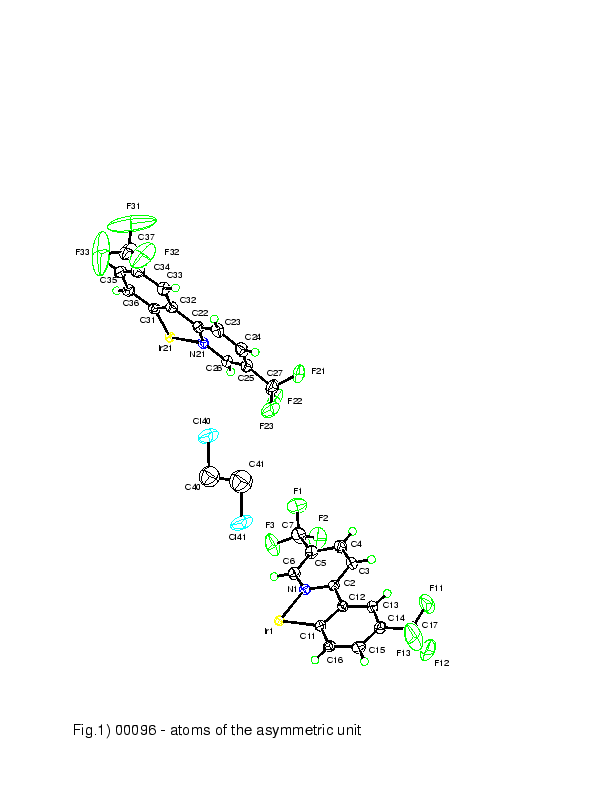 F31
C37
F33
F32
C34
C35
C33
C36
C32
C31
C22
C23
Ir21
N21
C24
C26
C25
C27
F21
F22
F23
Cl40
C41
C40
Cl41
F1
F3
C7
F2
C4
C6
C5
C3
N1
C2
C12
F11
C13
Ir1
C11
C14
C17
C16
C15
F13
F12
Fig.1) 00096 - atoms of the asymmetric unit